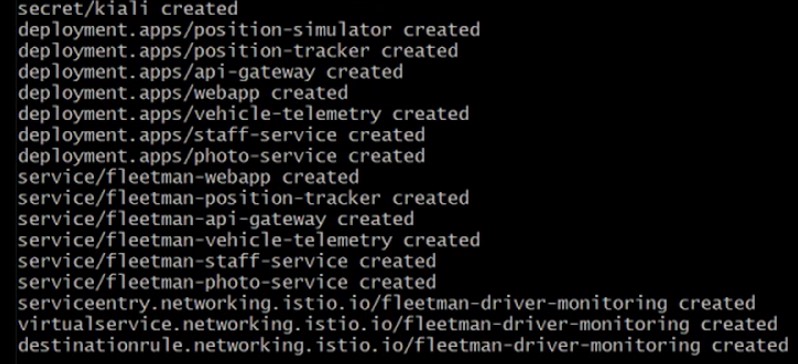 secret/kiali created
deployment.apps/position-simulator created
deployment.apps/position-tracker created
deployment.apps/api-gateway created
deployment.apps/webapp created
deployment.apps/vehicle-telemetry created
deployment.apps/staff-service created
deployment.apps/photo-service created
service/fleetman-webapp created
service/fleetman-position-tracker created
service/fleetman-api-gateway created
service/fleetman-vehicle-telemetry created
service/fleetman-staff-service created
service/fleetman-photo-service created
serviceentry.networking.istio.io/fleetman-driver-monitoring created
virtualservice.networking.istio.io/fleetman-driver-monitoring created
destinationrule.networking.istio.io/fleetman-driver-monitoring created